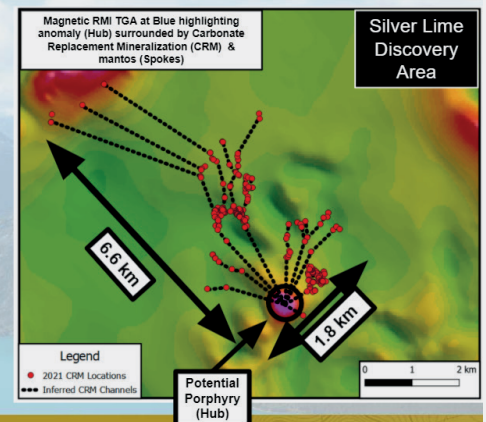 Magnetic RMI TGA at Blue highlighting
anomaly (Hub) surrounded by Carbonate
Replacement Mineralization (CRM) &
mantos (Spokes)
Silver Lime
Discovery
Area
6.6 km
1.8 km
Legend
2021 CRM Locations
Inferred CRM Channels
Potential
Porphyry
(Hub)
0 1 2 km